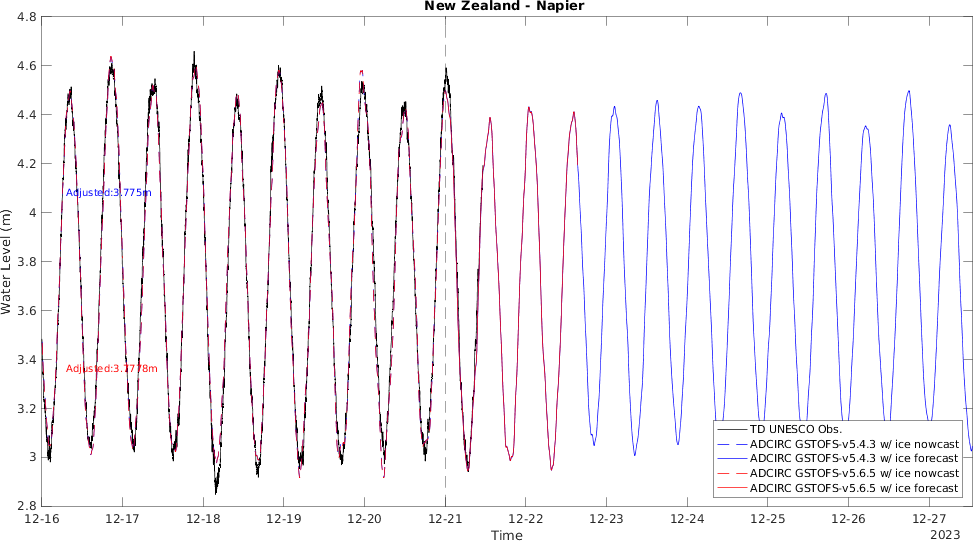 New Zealand - Napier
4.8
4.6
4.4
4.2
4
3.8
3.6
3.4
3.2
3
2.8
Water Level (m)
Adjusted:3.775m
Adjusted:3.7778m
TD UNESCO Obs.
ADCIRC GSTOFS-v5.4.3 w/ ice nowcast
ADCIRC GSTOFS-v5.4.3 w/ ice forecast
ADCIRC GSTOFS-v5.6.5 w/ ice nowcast
ADCIRC GSTOFS-v5.6.5 w/ ice forecast
12-16 12-17 12-18 12-19 12-20 12-21 12-22 12-23 12-24 12-25 12-26 12-27
Time
2023